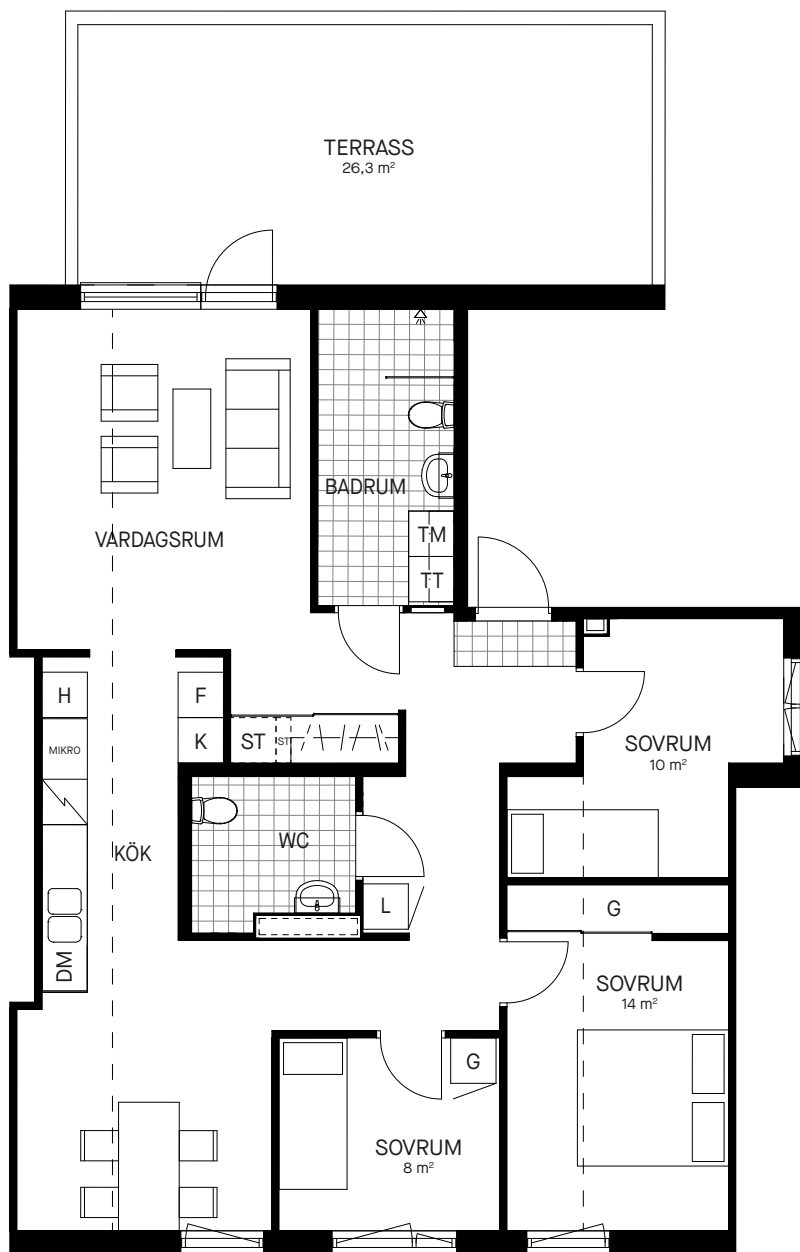 TERRASS
26,3 m²
BADRUM
VARDAGSRUM
TM
TT
H
F
MIKRO
K
ST
ST
SOVRUM
10 m²
KÖK
WC
L
G
DM
SOVRUM
14 m²
G
SOVRUM
8 m²